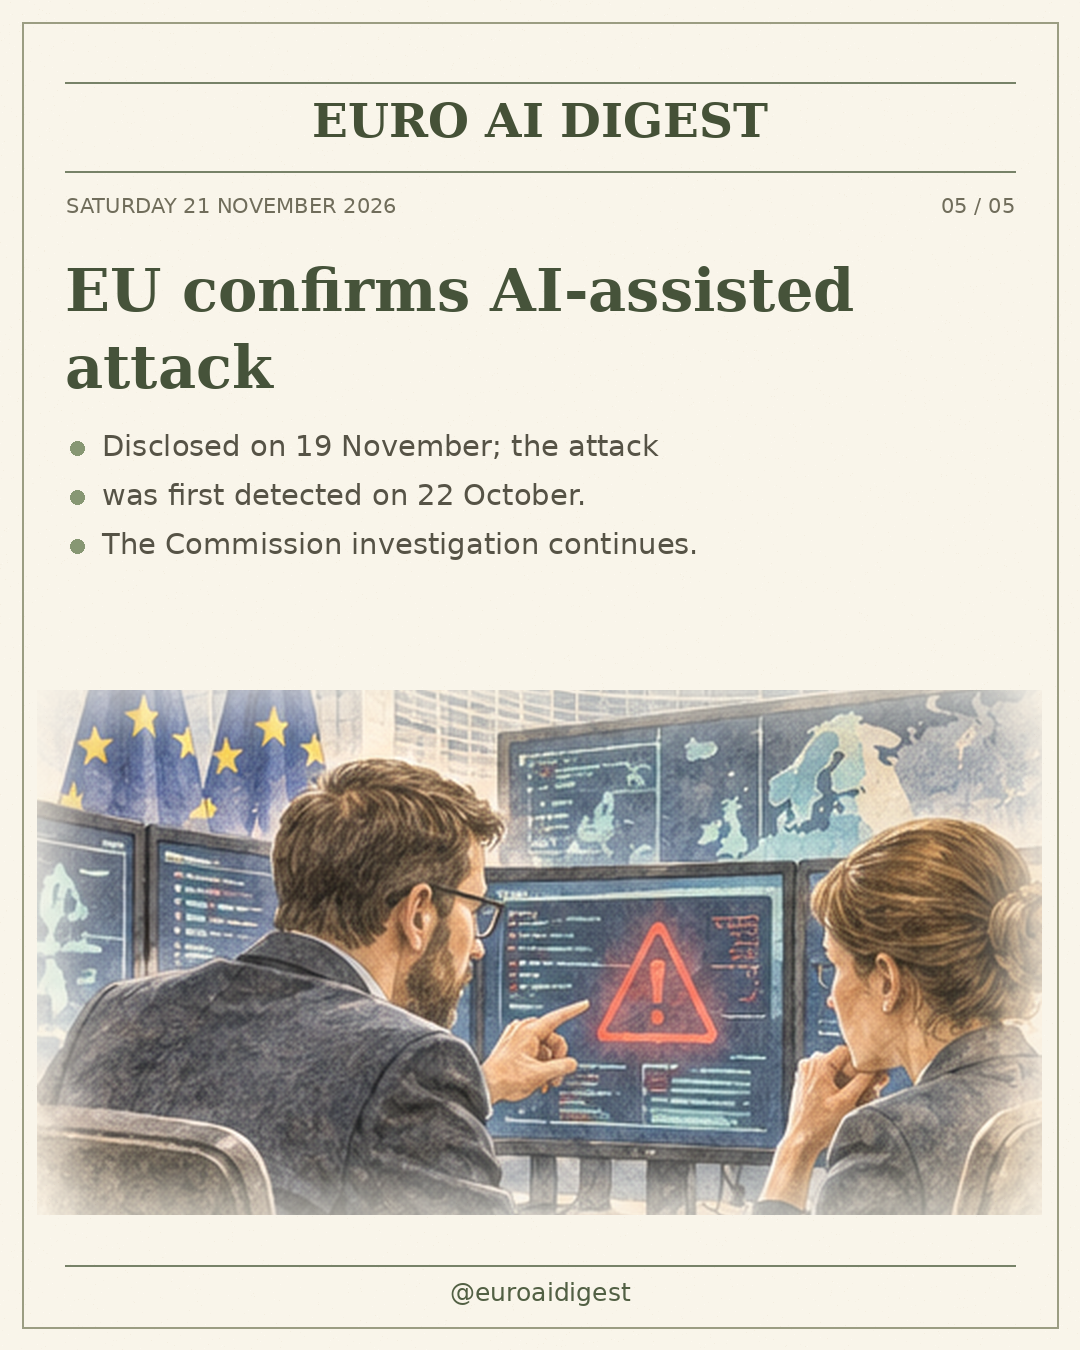 EURO AI DIGEST
SATURDAY 21 NOVEMBER 2026
05 / 05
EU confirms AI-assisted
attack
Disclosed on 19 November; the attack
was first detected on 22 October.
The Commission investigation continues.
@euroaidigest